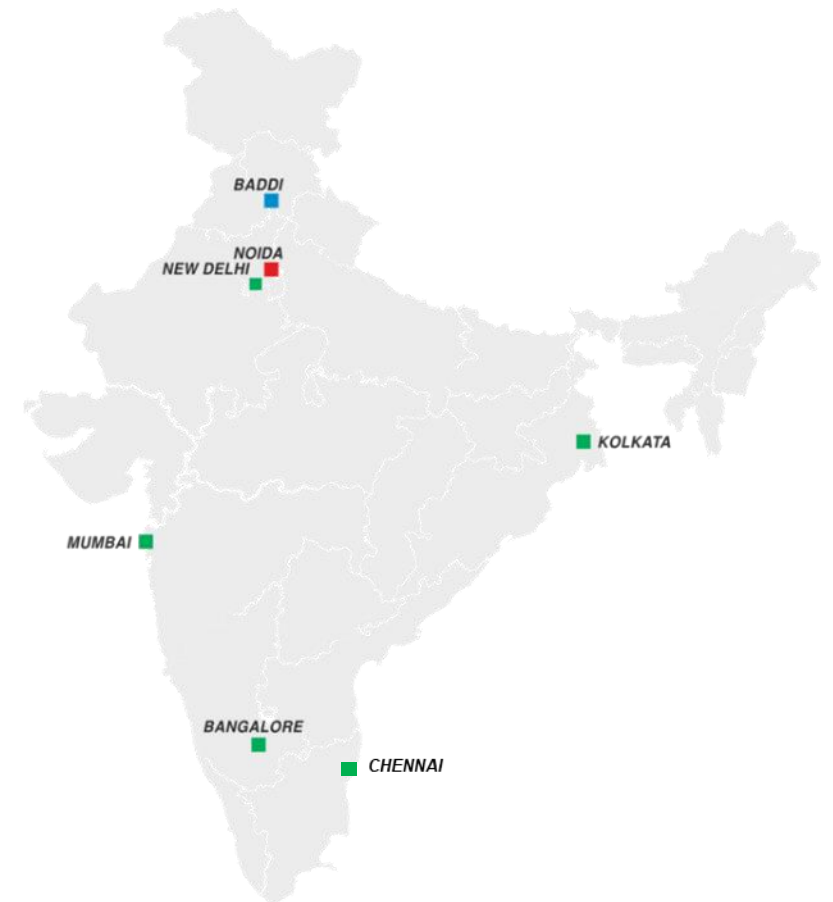 BADDI
NOIDA
NEW DELHI
KOLKATA
MUMBAI
BANGALORE
CHENNAI